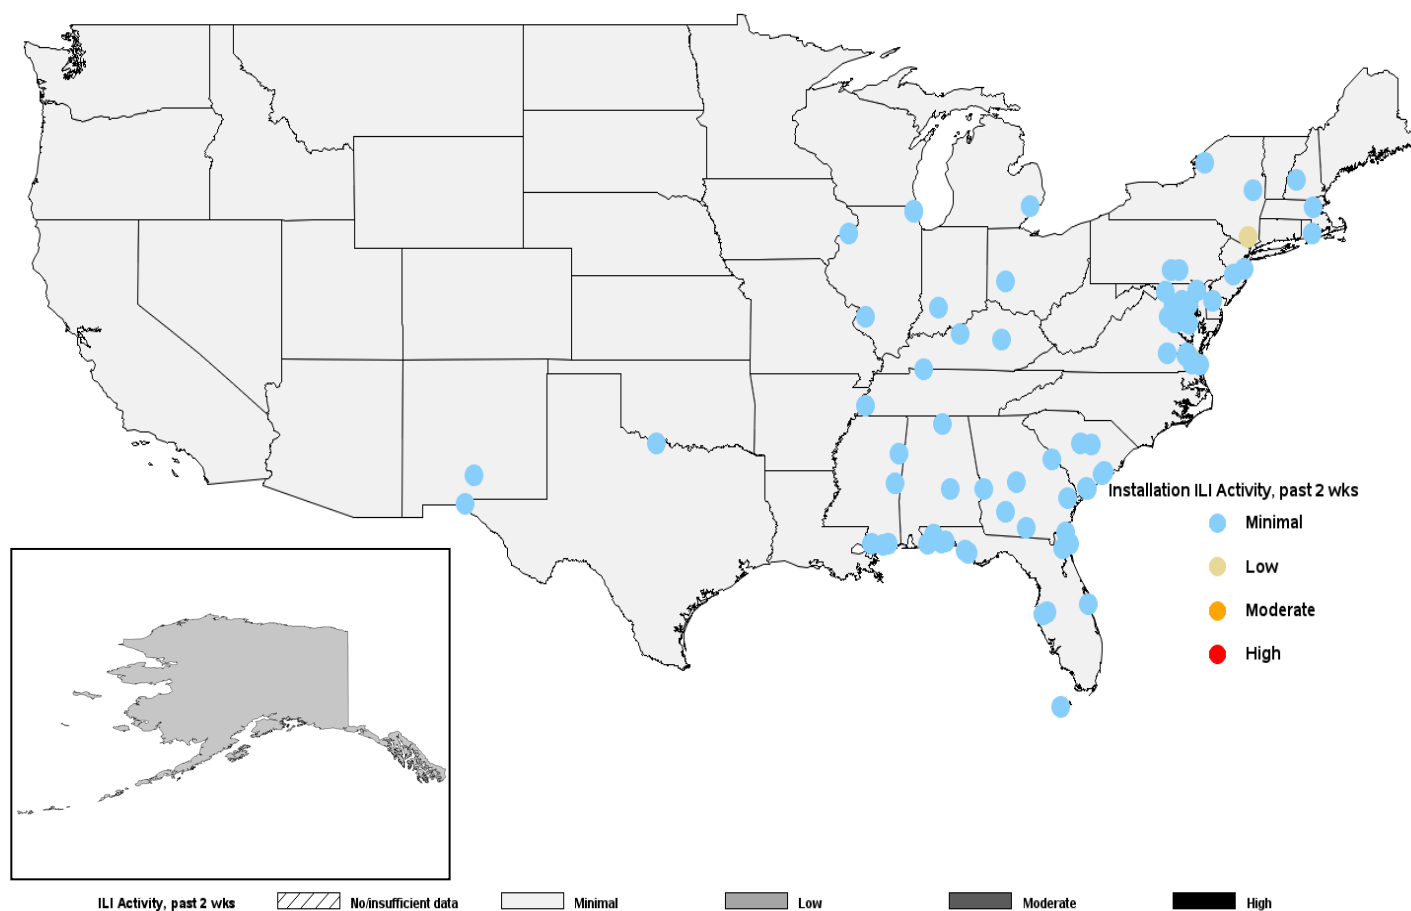 Installation ILI Activity, past 2 wks
Minimal
Low
Moderate
High
ILI Activity, past 2 wks No/insufficient data Minimal Low Moderate High